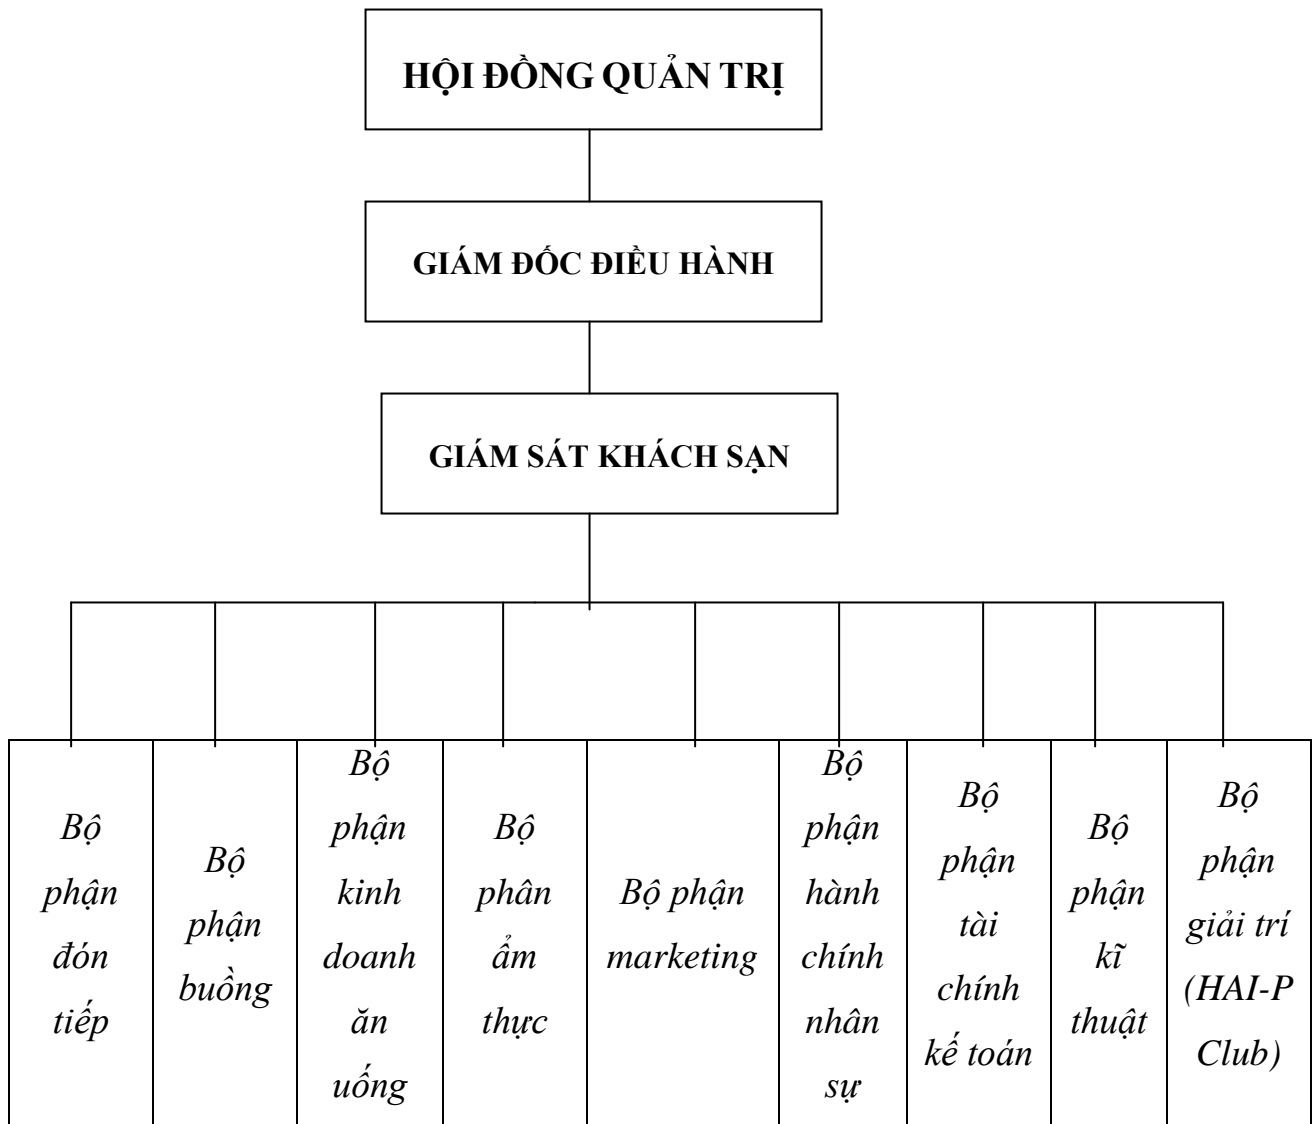 HỘI ĐỒNG QUẢN TRỊ
GIÁM ĐỐC ĐIỀU HÀNH
GIÁM SÁT KHÁCH SẠN
Bộ
phận
đón
tiếp
Bộ
phận
buồng
Bộ
phận
kinh
doanh
ăn
uống
Bộ
phân
ẩm
thực
Bộ phận
marketing
Bộ
phận
hành
chính
nhân
sự
Bộ
phận
tài
chính
kế toán
Bộ
phận
kĩ
thuật
Bộ
phận
giải trí
(HAI-P
Club)